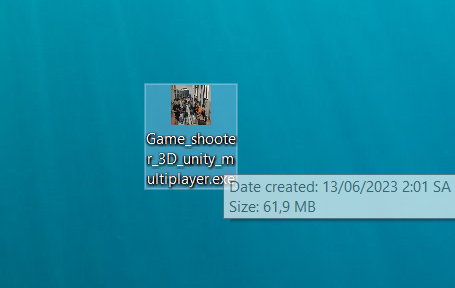 Game_shoote
r_3D_unity_m
ultiplayer.exe
Date created: 13/06/2023 2:01 SA
Size: 61,9 MB